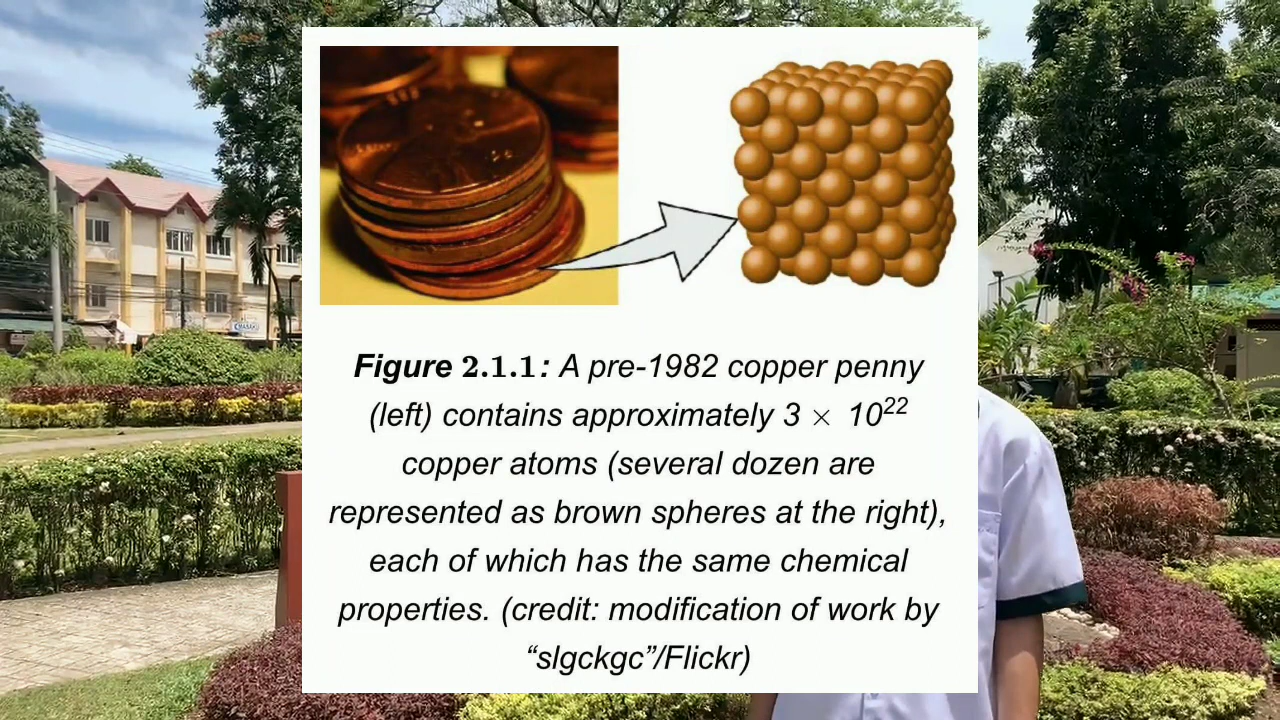 Figure 2.1.1: A pre-1982 copper penny
(left) contains approximately 3 × 10²²
copper atoms (several dozen are
represented as brown spheres at the right),
each of which has the same chemical
properties. (credit: modification of work by
“slgckgc”/Flickr)